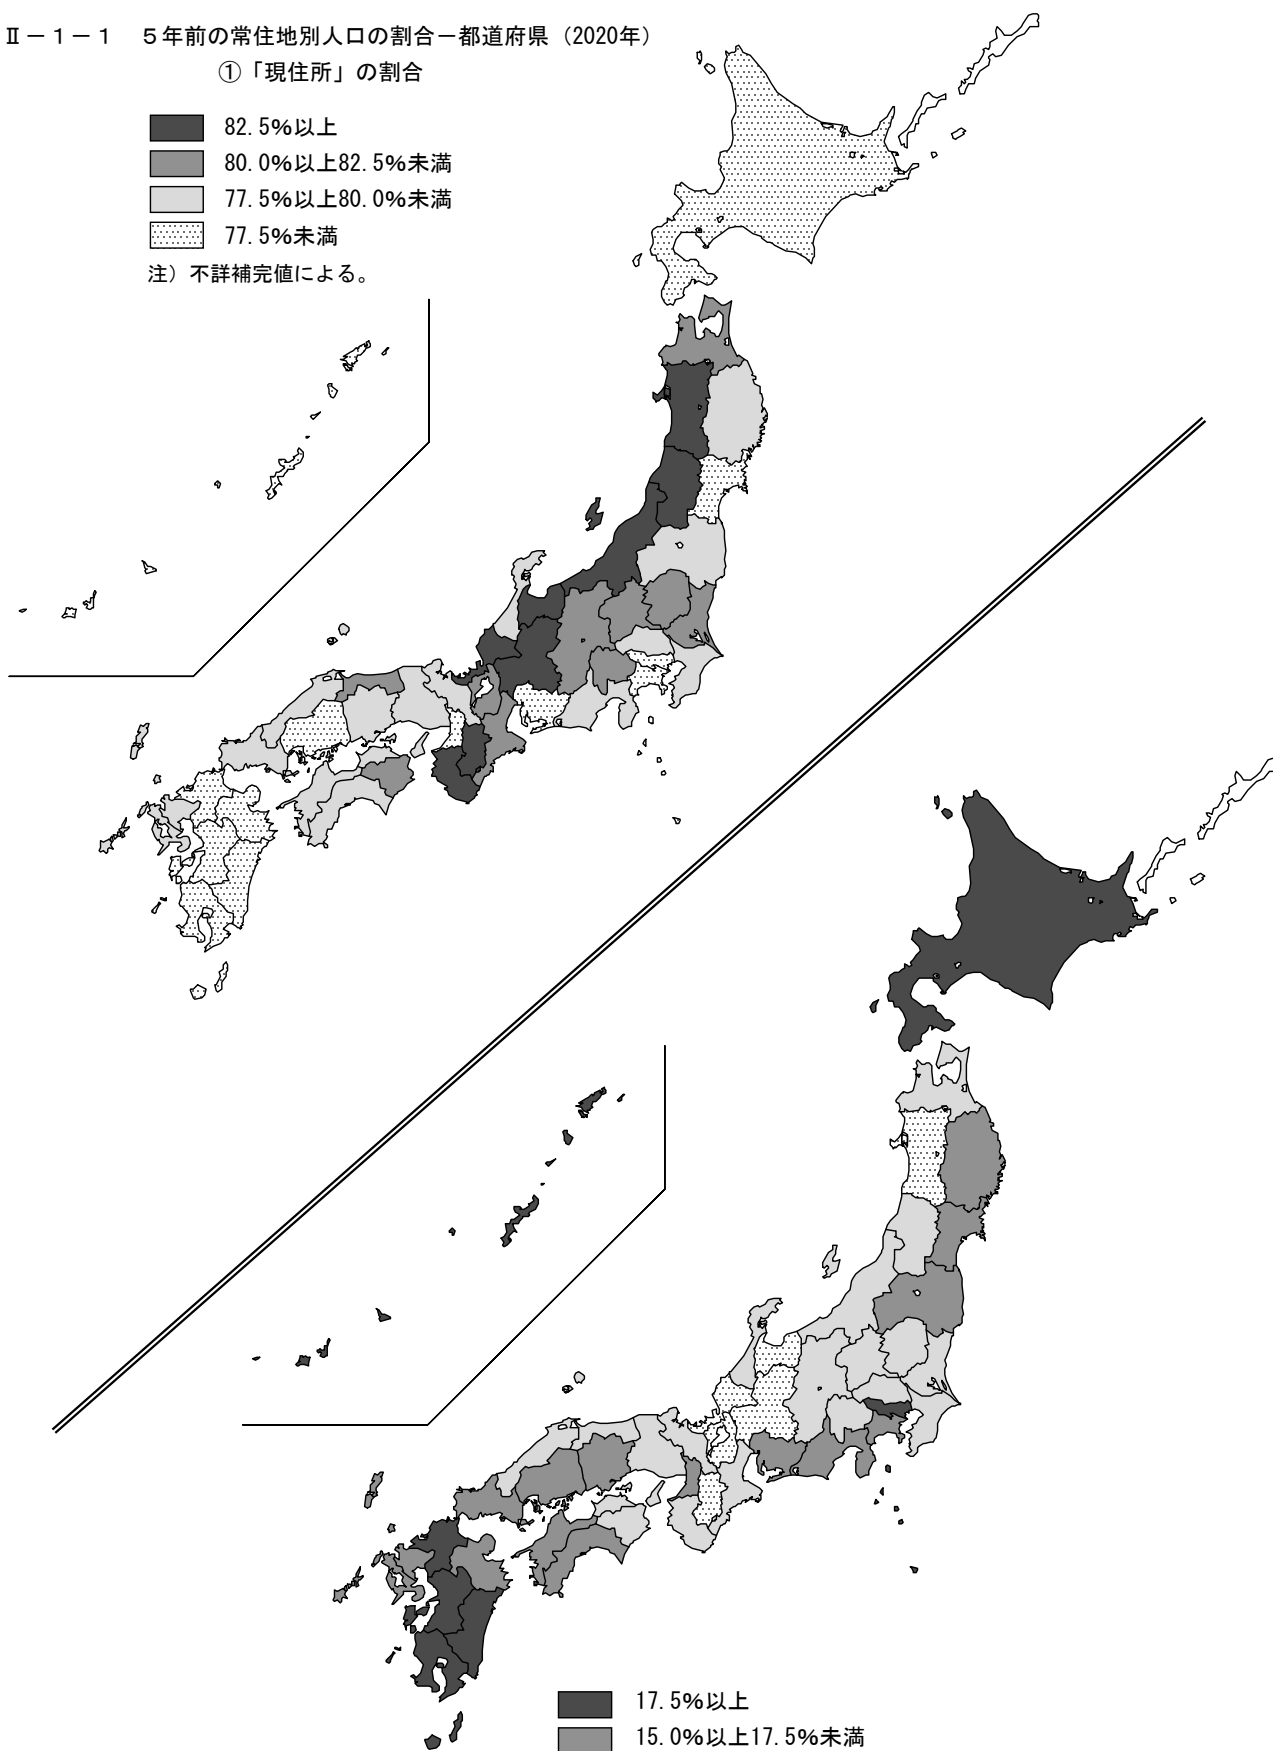 Ⅱ－１－１　５年前の常住地別人口の割合－都道府県（2020年）
①「現住所」の割合
82.5%以上
80.0%以上82.5%未満
77.5%以上80.0%未満
77.5%未満
注）不詳補完値による。
17.5%以上
15.0%以上17.5%未満